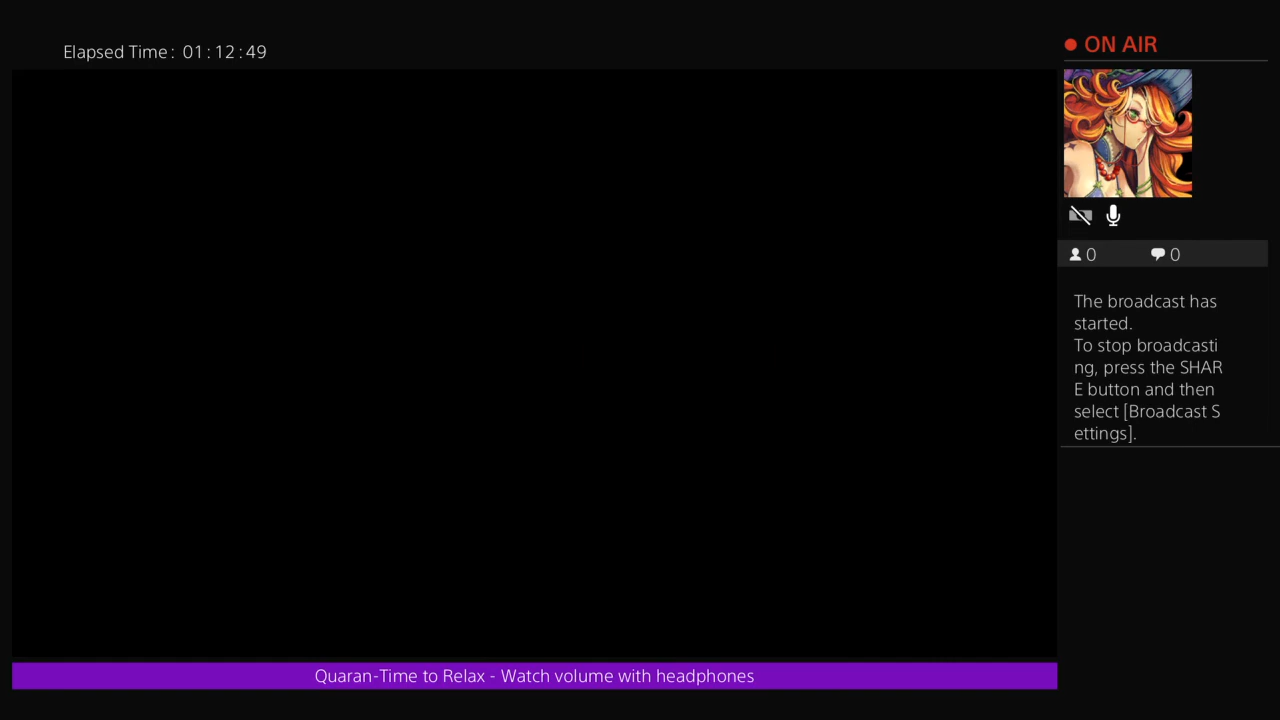 Elapsed Time: 01:12:49
ON AIR
0 0
The broadcast has
started.
To stop broadcasti
ng, press the SHAR
E button and then
select [Broadcast S
ettings].
Quaran-Time to Relax - Watch volume with headphones